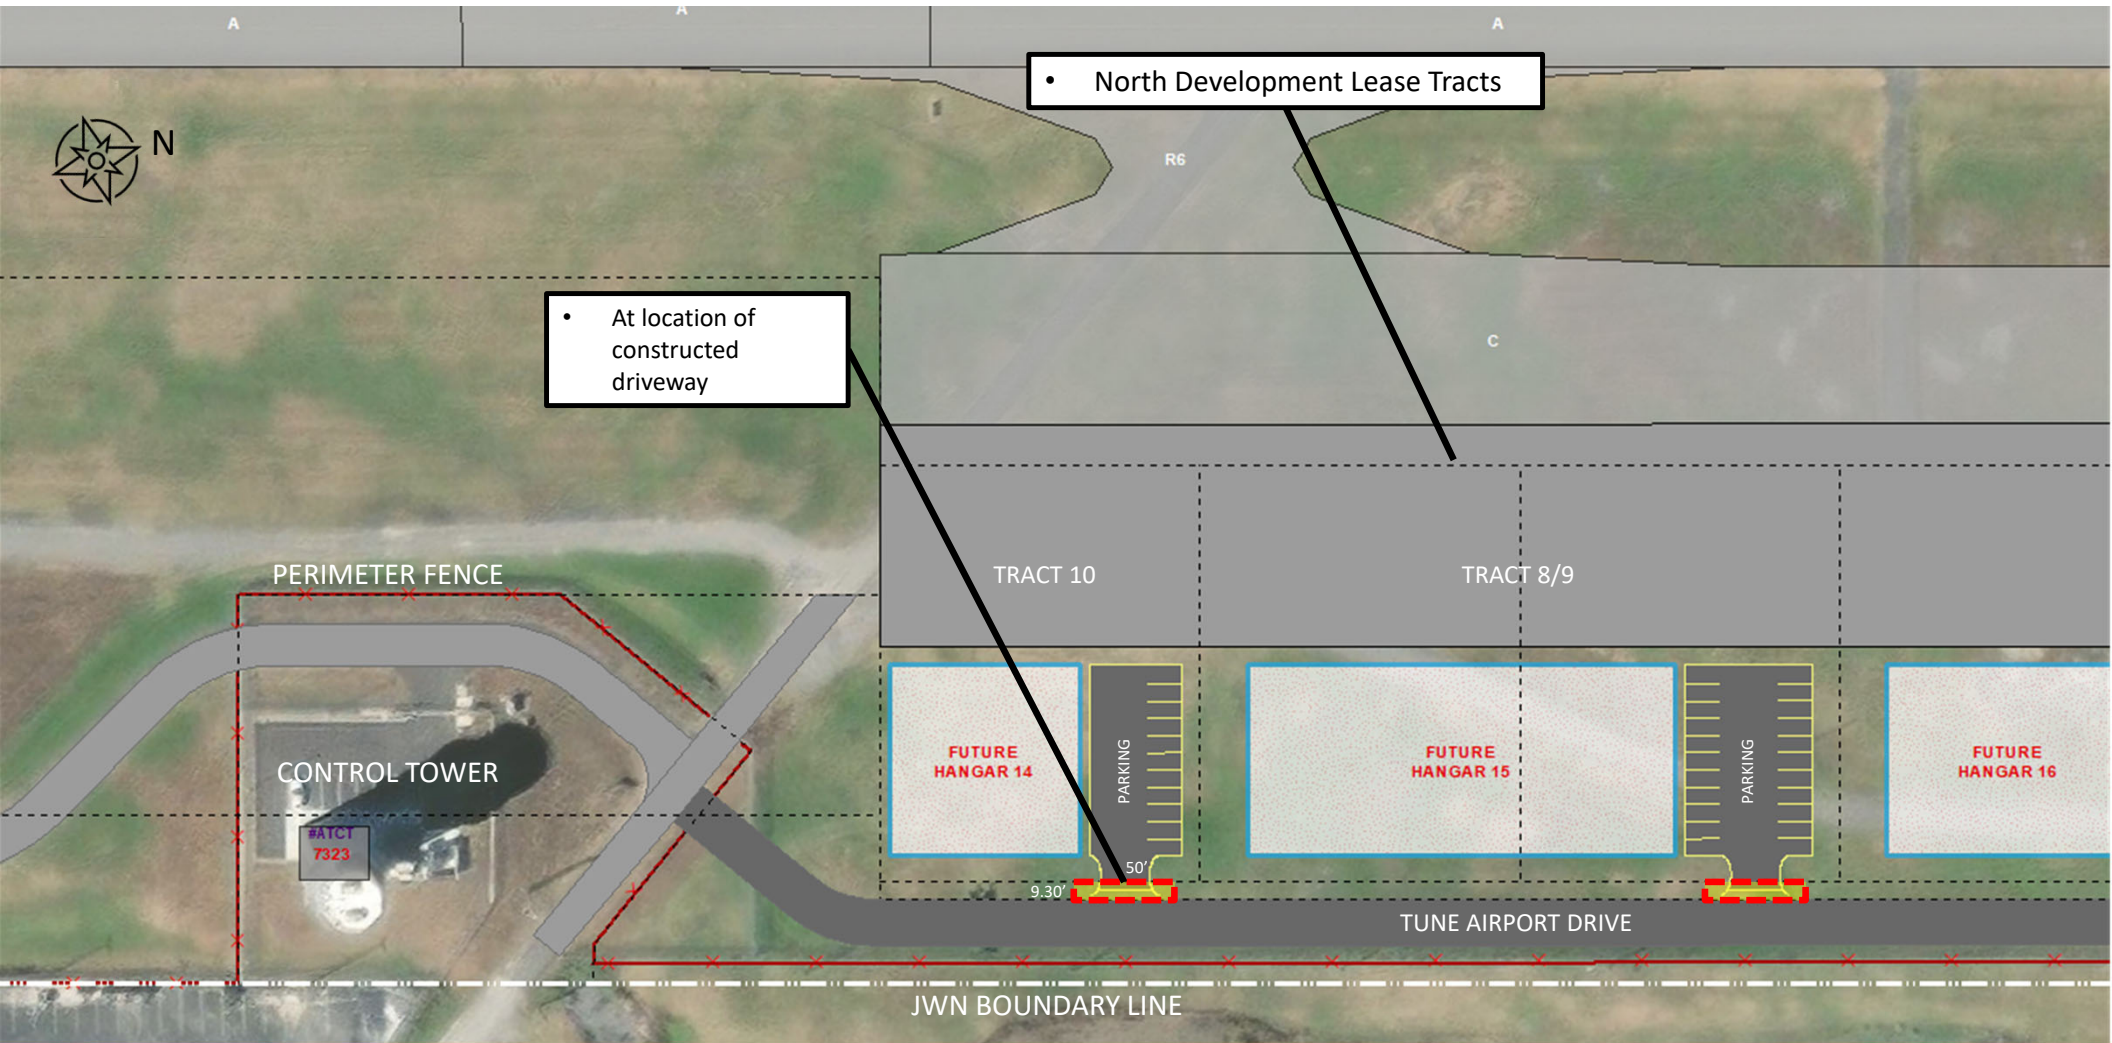 A
A
A
• North Development Lease Tracts
N
R6
• At location of
constructed
driveway
C
PERIMETER FENCE
TRACT 10
TRACT 8/9
CONTROL TOWER
#ATCT
7323
FUTURE
HANGAR 14
PARKING
FUTURE
HANGAR 15
PARKING
FUTURE
HANGAR 16
50'
9.30'
TUNE AIRPORT DRIVE
JWN BOUNDARY LINE